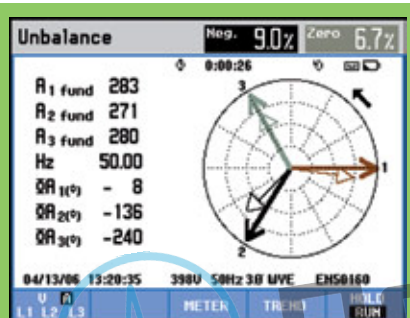 Unbalance Neg. 9.0% Zero 6.7%
0:00:26
A1 fund 283
A2 fund 271
A3 fund 280
Hz 50.00
ΦA1(°) - 8
ΦA2(°) -136
ΦA3(°) -240
3
1
2
04/13/06 13:20:35 398V 50Hz 3Ø WYE EN50160
V A
L1 L2 L3 METER TREND HOLD
RUN